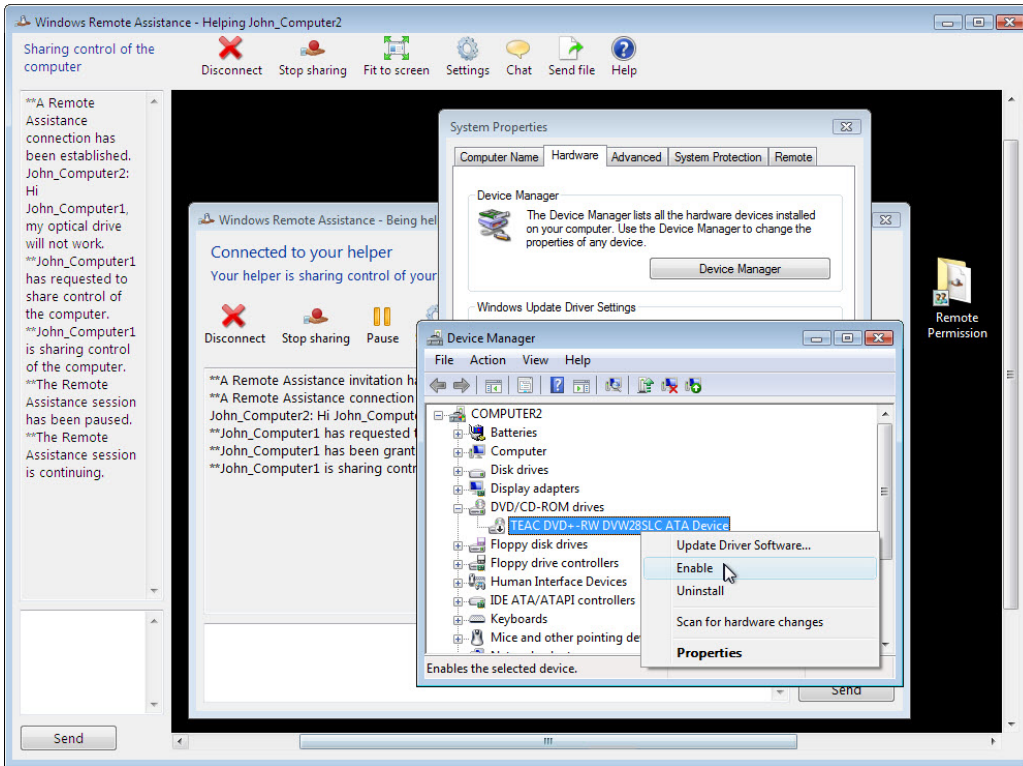 Windows Remote Assistance - Helping John_Computer2
Sharing control of the
computer
Disconnect Stop sharing Fit to screen Settings Chat Send file Help
**A Remote
Assistance
connection has
been established.
John_Computer2:
Hi
John_Computer1,
my optical drive
will not work.
**John_Computer1
has requested to
share control of
the computer.
**John_Computer1
is sharing control
of the computer.
**The Remote
Assistance session
has been paused.
**The Remote
Assistance session
is continuing.
Send
System Properties
Computer Name Hardware Advanced System Protection Remote
Device Manager
The Device Manager lists all the hardware devices installed
on your computer. Use the Device Manager to change the
properties of any device.
Device Manager
Windows Update Driver Settings
Windows Remote Assistance - Being hel
Connected to your helper
Your helper is sharing control of your
Disconnect Stop sharing Pause
**A Remote Assistance invitation ha
**A Remote Assistance connection
John_Computer2: Hi John_Comput
**John_Computer1 has requested t
**John_Computer1 has been grant
**John_Computer1 is sharing contr
Send
Device Manager
File Action View Help
COMPUTER2
Batteries
Computer
Disk drives
Display adapters
DVD/CD-ROM drives
TEAC DVD+-RW DVW28SLC ATA Device
Floppy disk drives
Floppy drive controllers
Human Interface Devices
IDE ATA/ATAPI controllers
Keyboards
Mice and other pointing de
Enables the selected device.
Update Driver Software...
Enable
Uninstall
Scan for hardware changes
Properties
Remote
Permission